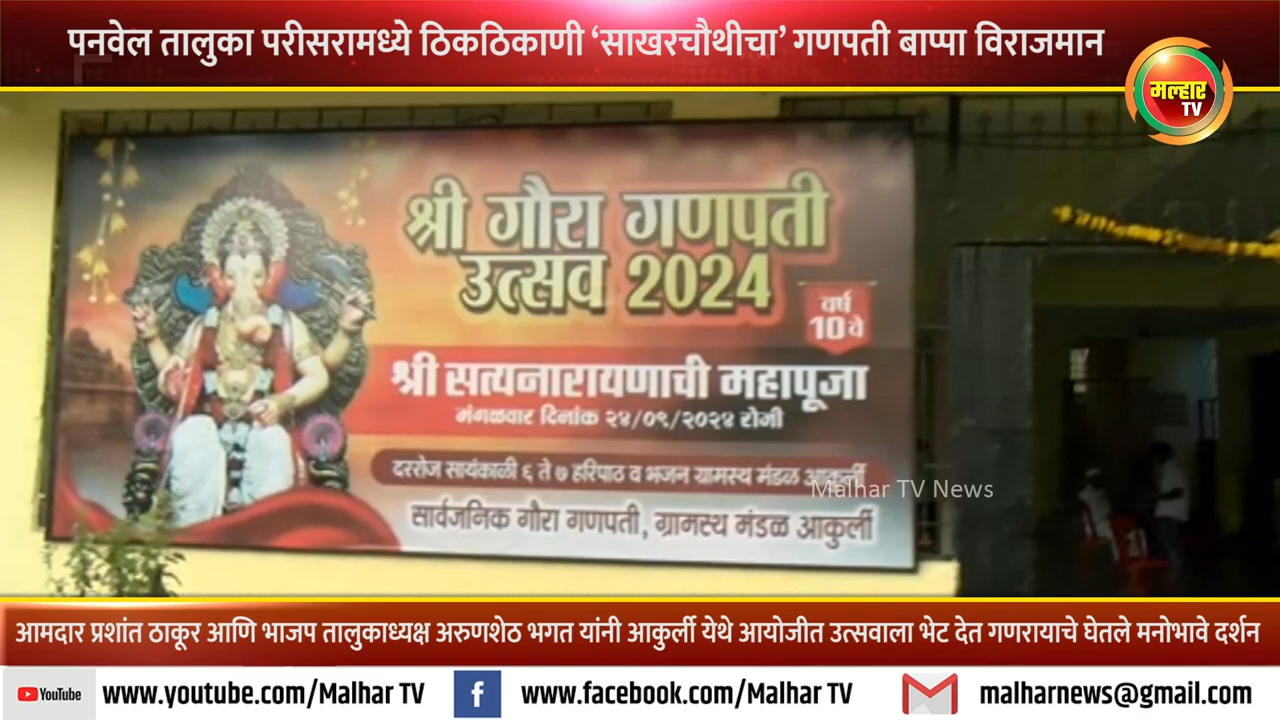 पनवेल तालुका परीसरामध्ये ठिकठिकाणी ‘साखरचौथीचा’ गणपती बाप्पा विराजमान
मल्हार
TV
श्री गौरा गणपती
उत्सव 2024
वर्ष
10 वे
श्री सत्यनारायणाची महापूजा
मंगळवार दिनांक २४/०९/२०२४ रोजी
दररोज सायंकाळी ६ ते ७ हरिपाठ व भजन ग्रामस्थ मंडळ आकुर्ली
Malhar TV News
सार्वजनिक गौरा गणपती, ग्रामस्थ मंडळ आकुर्ली
आमदार प्रशांत ठाकूर आणि भाजप तालुकाध्यक्ष अरुणशेठ भगत यांनी आकुर्ली येथे आयोजीत उत्सवाला भेट देत गणरायाचे घेतले मनोभावे दर्शन
YouTube www.youtube.com/Malhar TV f www.facebook.com/Malhar TV malharnews@gmail.com